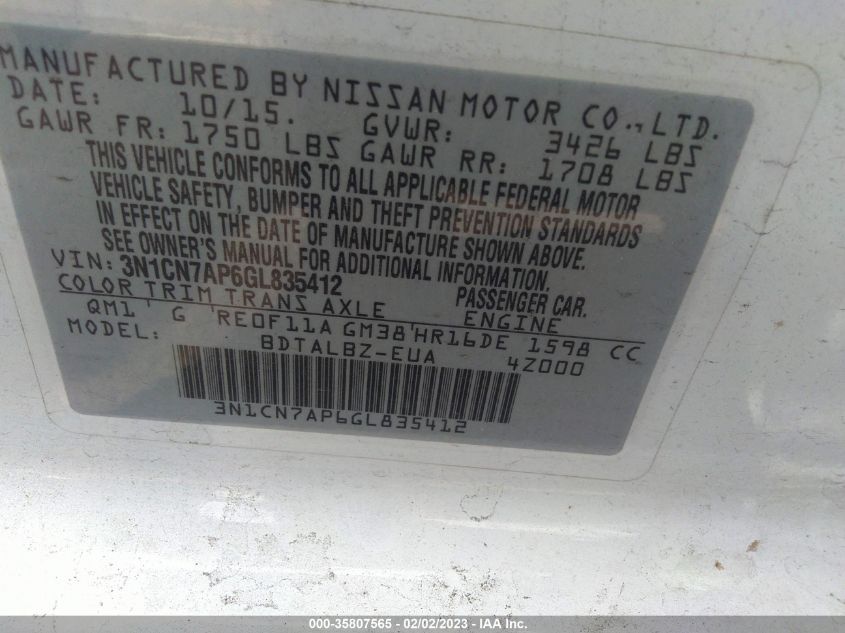 MANUFACTURED BY NISSAN MOTOR CO., LTD.
DATE: 10/15. GVWR: 3426 LBS
GAWR FR: 1750 LBS GAWR RR: 1708 LBS
THIS VEHICLE CONFORMS TO ALL APPLICABLE FEDERAL MOTOR
VEHICLE SAFETY, BUMPER AND THEFT PREVENTION STANDARDS
IN EFFECT ON THE DATE OF MANUFACTURE SHOWN ABOVE.
SEE OWNER'S MANUAL FOR ADDITIONAL INFORMATION.
VIN: 3N1CN7AP6GL835412 PASSENGER CAR.
COLOR TRIM TRANS AXLE ENGINE
QM1 ' G 'RE0F11A GM38'HR16DE 1598 CC
MODEL: BDTALBZ-EUA 4Z000
3N1CN7AP6GL835412
000-35807565 - 02/02/2023 - © IAA Inc.